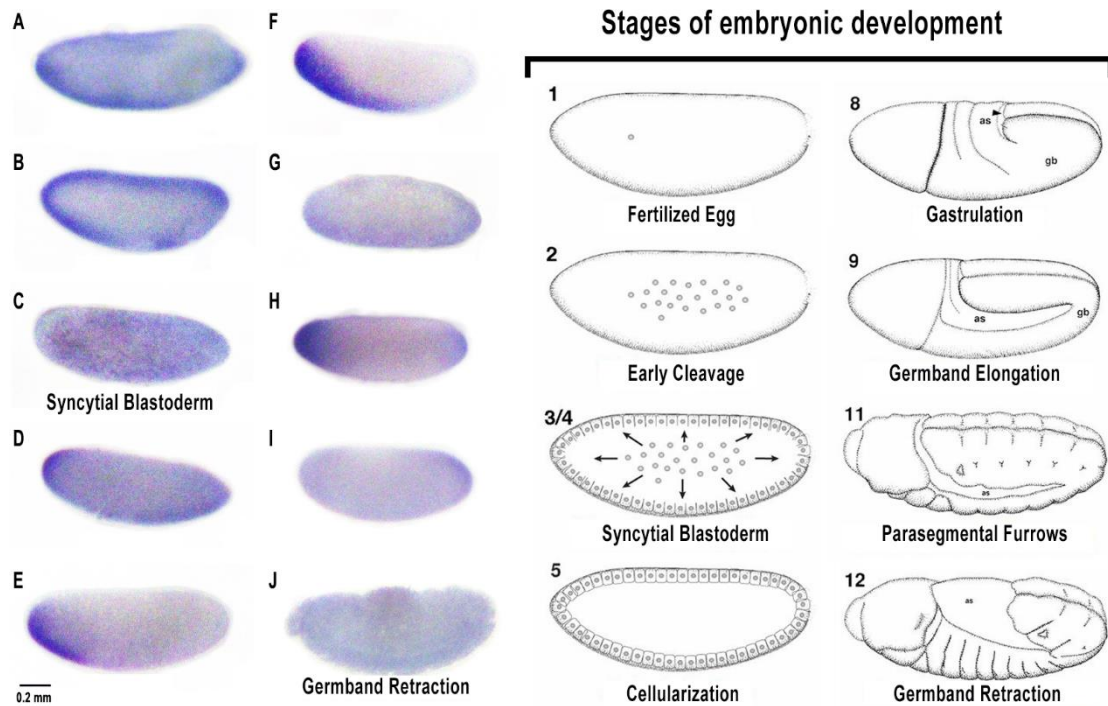 Stages of embryonic development
A
F
B
G
C
H
Syncytial Blastoderm
D
I
E
J
0.2 mm
Germband Retraction
1
Fertilized Egg
8
as
gb
Gastrulation
2
Early Cleavage
9
as
gb
Germband Elongation
3/4
Syncytial Blastoderm
11
as
Parasegmental Furrows
5
Cellularization
12
as
Germband Retraction